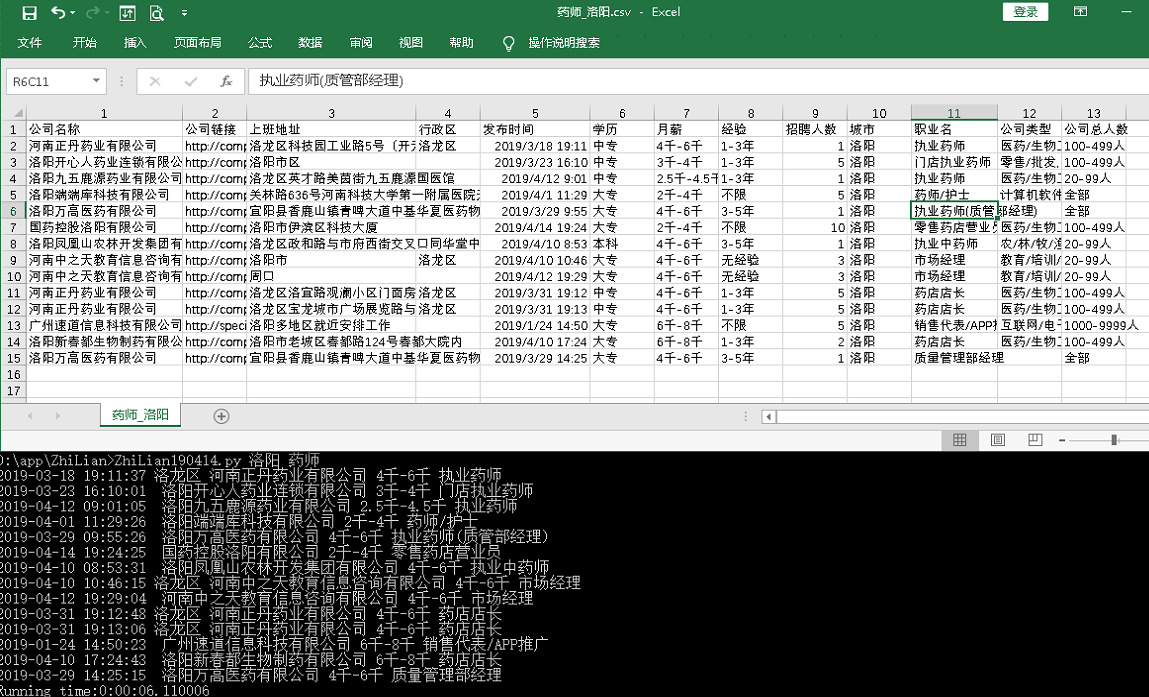 药师_洛阳.csv - Excel
登录
文件 开始 插入 页面布局 公式 数据 审阅 视图 帮助 操作说明搜索
R6C11 fx 执业药师(质管部经理)
1 2 3 4 5 6 7 8 9 10 11 12 13
1 公司名称 公司链接 上班地址 行政区 发布时间 学历 月薪 经验 招聘人数 城市 职业名 公司类型 公司总人数
2 河南正丹药业有限公司 http://comp 洛龙区科技园工业路5号（开元 洛龙区 2019/3/18 19:11 中专 4千-6千 1-3年 1 洛阳 执业药师 医药/生物工 100-499人
3 洛阳开心人药业连锁有限公 http://comp 洛阳市区 2019/3/23 16:10 中专 3千-4千 1-3年 5 洛阳 门店执业药师 零售/批发 100-499人
4 洛阳九五鹿源药业有限公司 http://comp 洛龙区英才路美茵街九五鹿源国医馆 2019/4/12 9:01 中专 2.5千-4.5千 1-3年 1 洛阳 执业药师 医药/生物工 20-99人
5 洛阳端端库科技有限公司 http://comp 关林路636号河南科技大学第一附属医院 2019/4/1 11:29 大专 2千-4千 不限 5 洛阳 药师/护士 计算机软件 全部
6 洛阳万高医药有限公司 http://comp 宜阳县香鹿山镇青啤大道中基华夏医药物 2019/3/29 9:55 大专 4千-6千 3-5年 1 洛阳 执业药师(质管部经理) 全部
7 国药控股洛阳有限公司 http://comp 洛阳市伊滨区科技大厦 2019/4/14 19:24 大专 2千-4千 不限 10 洛阳 零售药店营业员 医药/生物工 100-499人
8 洛阳凤凰山农林开发集团有 http://comp 洛龙区政和路与市府西街交叉口同华堂中 2019/4/10 8:53 本科 4千-6千 3-5年 1 洛阳 执业中药师 农/林/牧/渔 20-99人
9 河南中之天教育信息咨询有 http://comp 洛阳市 洛龙区 2019/4/10 10:46 大专 4千-6千 无经验 3 洛阳 市场经理 教育/培训/ 20-99人
10 河南中之天教育信息咨询有 http://comp 周口 2019/4/12 19:29 大专 4千-6千 无经验 3 洛阳 市场经理 教育/培训/ 20-99人
11 河南正丹药业有限公司 http://comp 洛龙区洛宜路观澜小区门面房 洛龙区 2019/3/31 19:12 中专 4千-6千 1-3年 5 洛阳 药店店长 医药/生物工 100-499人
12 河南正丹药业有限公司 http://comp 洛龙区宝龙城市广场展览路与 洛龙区 2019/3/31 19:13 中专 4千-6千 1-3年 5 洛阳 药店店长 医药/生物工 100-499人
13 广州速道信息科技有限公司 http://speci 洛阳多地区就近安排工作 2019/1/24 14:50 大专 6千-8千 不限 5 洛阳 销售代表/APP推 互联网/电子 1000-9999人
14 洛阳新春都生物制药有限公 http://comp 洛阳市老城区春都路124号春都大院内 2019/4/10 17:24 大专 6千-8千 1-3年 2 洛阳 药店店长 医药/生物工 100-499人
15 洛阳万高医药有限公司 http://comp 宜阳县香鹿山镇青啤大道中基华夏医药物 2019/3/29 14:25 大专 4千-6千 3-5年 1 洛阳 质量管理部经理 全部
16
17
药师_洛阳
D:\app\ZhiLian>ZhiLian190414.py 洛阳 药师
2019-03-18 19:11:37 洛龙区 河南正丹药业有限公司 4千-6千 执业药师
2019-03-23 16:10:01 洛阳开心人药业连锁有限公司 3千-4千 门店执业药师
2019-04-12 09:01:05 洛阳九五鹿源药业有限公司 2.5千-4.5千 执业药师
2019-04-01 11:29:26 洛阳端端库科技有限公司 2千-4千 药师/护士
2019-03-29 09:55:26 洛阳万高医药有限公司 4千-6千 执业药师(质管部经理)
2019-04-14 19:24:25 国药控股洛阳有限公司 2千-4千 零售药店营业员
2019-04-10 08:53:31 洛阳凤凰山农林开发集团有限公司 4千-6千 执业中药师
2019-04-10 10:46:15 洛龙区 河南中之天教育信息咨询有限公司 4千-6千 市场经理
2019-04-12 19:29:04 河南中之天教育信息咨询有限公司 4千-6千 市场经理
2019-03-31 19:12:48 洛龙区 河南正丹药业有限公司 4千-6千 药店店长
2019-03-31 19:13:06 洛龙区 河南正丹药业有限公司 4千-6千 药店店长
2019-01-24 14:50:23 广州速道信息科技有限公司 6千-8千 销售代表/APP推广
2019-04-10 17:24:43 洛阳新春都生物制药有限公司 6千-8千 药店店长
2019-03-29 14:25:15 洛阳万高医药有限公司 4千-6千 质量管理部经理
Running time:0:00:06.110006